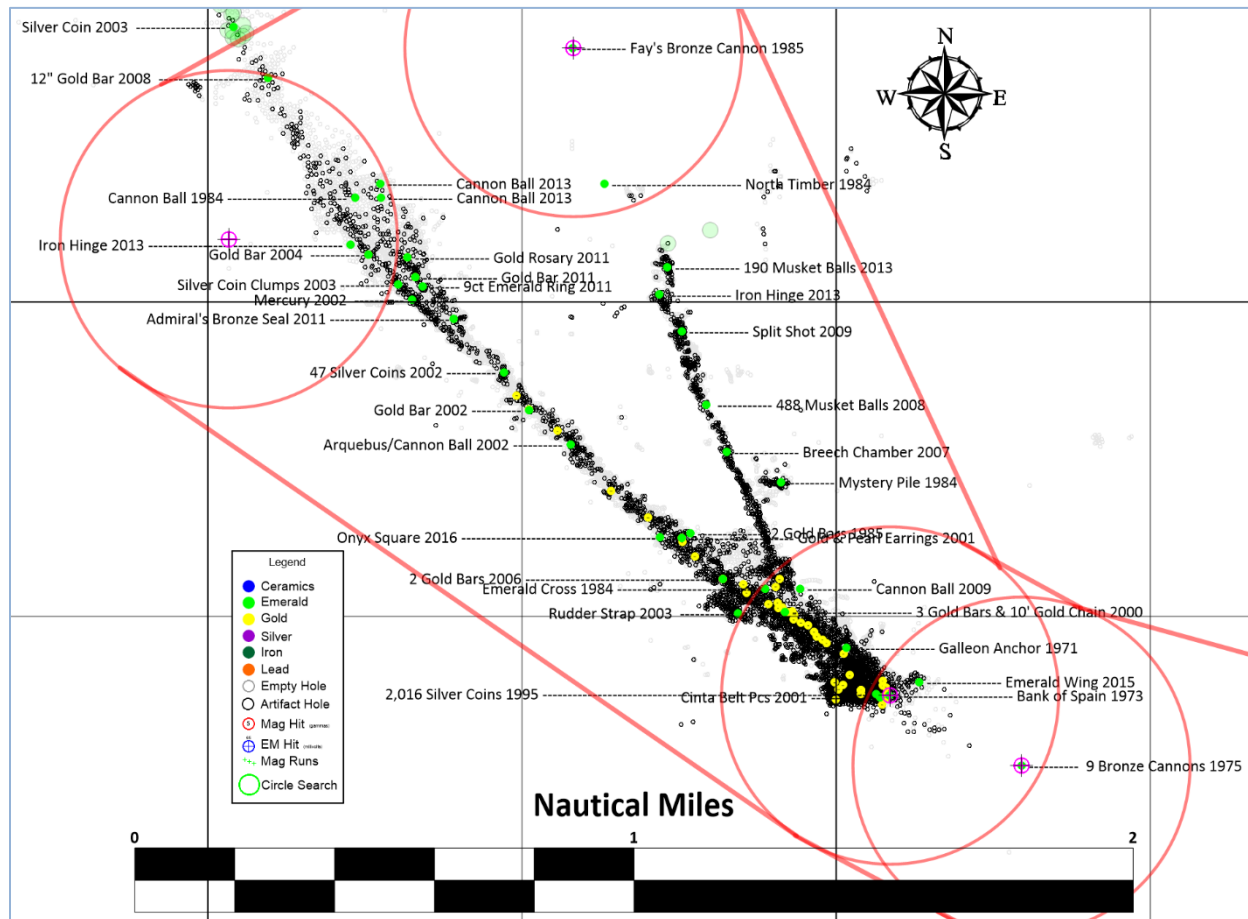 Silver Coin 2003
Fay's Bronze Cannon 1985
N
W
E
S
12" Gold Bar 2008
Cannon Ball 2013
North Timber 1984
Cannon Ball 1984
Cannon Ball 2013
Iron Hinge 2013
Gold Bar 2004
Gold Rosary 2011
190 Musket Balls 2013
Gold Bar 2011
Silver Coin Clumps 2003
9ct Emerald Ring 2011
Mercury 2002
Iron Hinge 2013
Admiral's Bronze Seal 2011
Split Shot 2009
47 Silver Coins 2002
Gold Bar 2002
488 Musket Balls 2008
Arquebus/Cannon Ball 2002
Breech Chamber 2007
Mystery Pile 1984
2 Gold Bars 1985
Onyx Square 2016
Gold & Pearl Earrings 2001
2 Gold Bars 2006
Emerald Cross 1984
Cannon Ball 2009
Rudder Strap 2003
3 Gold Bars & 10' Gold Chain 2000
Galleon Anchor 1971
Emerald Wing 2015
2,016 Silver Coins 1995
Cinta Belt Pcs 2001
Bank of Spain 1973
9 Bronze Cannons 1975
Legend
Ceramics
Emerald
Gold
Silver
Iron
Lead
Empty Hole
Artifact Hole
Mag Hit
EM Hit
Mag Runs
Circle Search
Nautical Miles
0
1
2